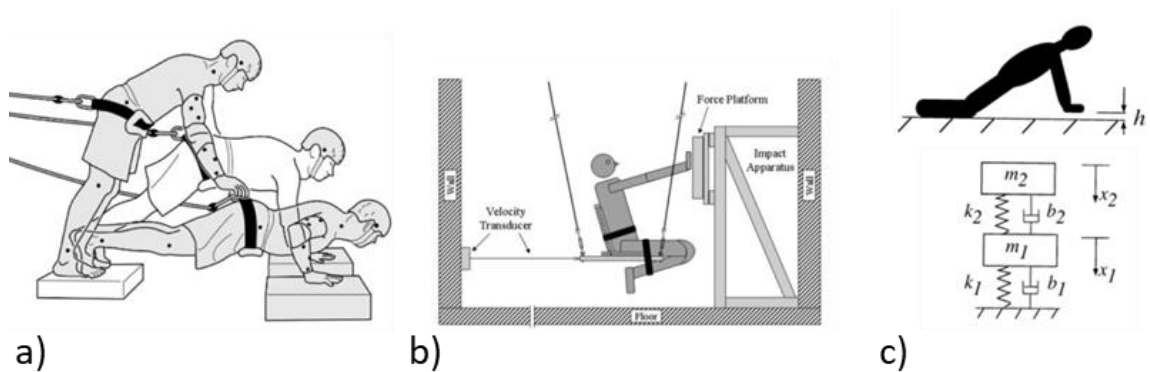 a)
Wall
Velocity
Transducer
Force Platform
Impact
Apparatus
Wall
Floor
b)
h
m2
x2
k2
b2
m1
x1
k1
b1
c)